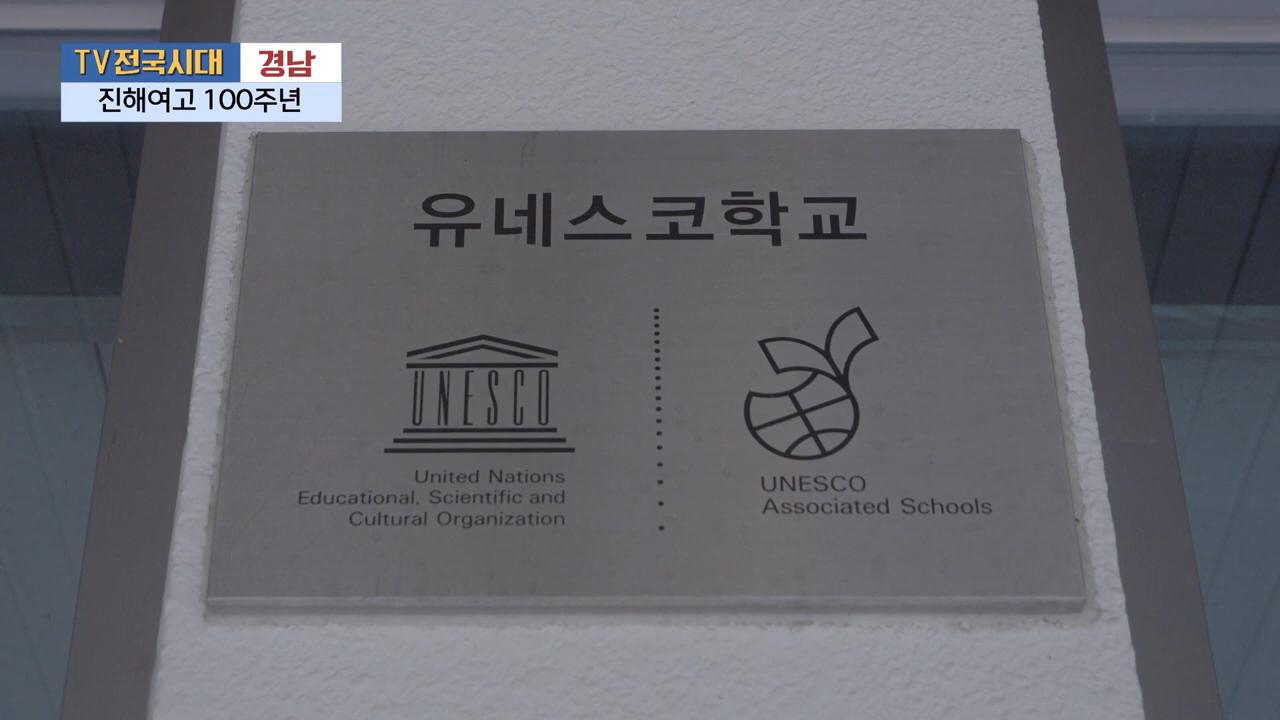 TV전국시대 경남
진해여고 100주년
유네스코학교
UNESCO
United Nations
Educational, Scientific and
Cultural Organization
UNESCO
Associated Schools